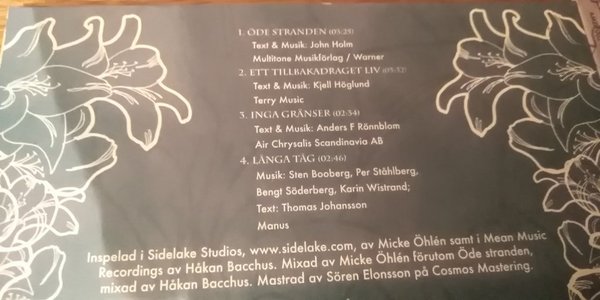 1. ÖDE STRANDEN (03:25)
Text & Musik: John Holm
Multitane Musikförlag / Warner
2. ETT TILLBAKADRAGET LIV (05:52)
Text & Musik: Kjell Höglund
Terry Music
3. INGA GRÄNSER (02:34)
Text & Musik: Anders F Rönnblom
Air Chrysalis Scandinavia AB
4. LÅNGA TÅG (02:46)
Musik: Sten Booberg, Per Ståhlberg,
Bengt Söderberg, Karin Wistrand;
Text: Thomas Johansson
Manus
Inspelad i Sidelake Studios, www.sidelake.com, av Micke Öhlén samt i Mean Music
Recordings av Håkan Bacchus. Mixad av Micke Öhlén förutom Öde stranden,
mixad av Håkan Bacchus. Mastrad av Sören Elonsson på Cosmos Mastering.